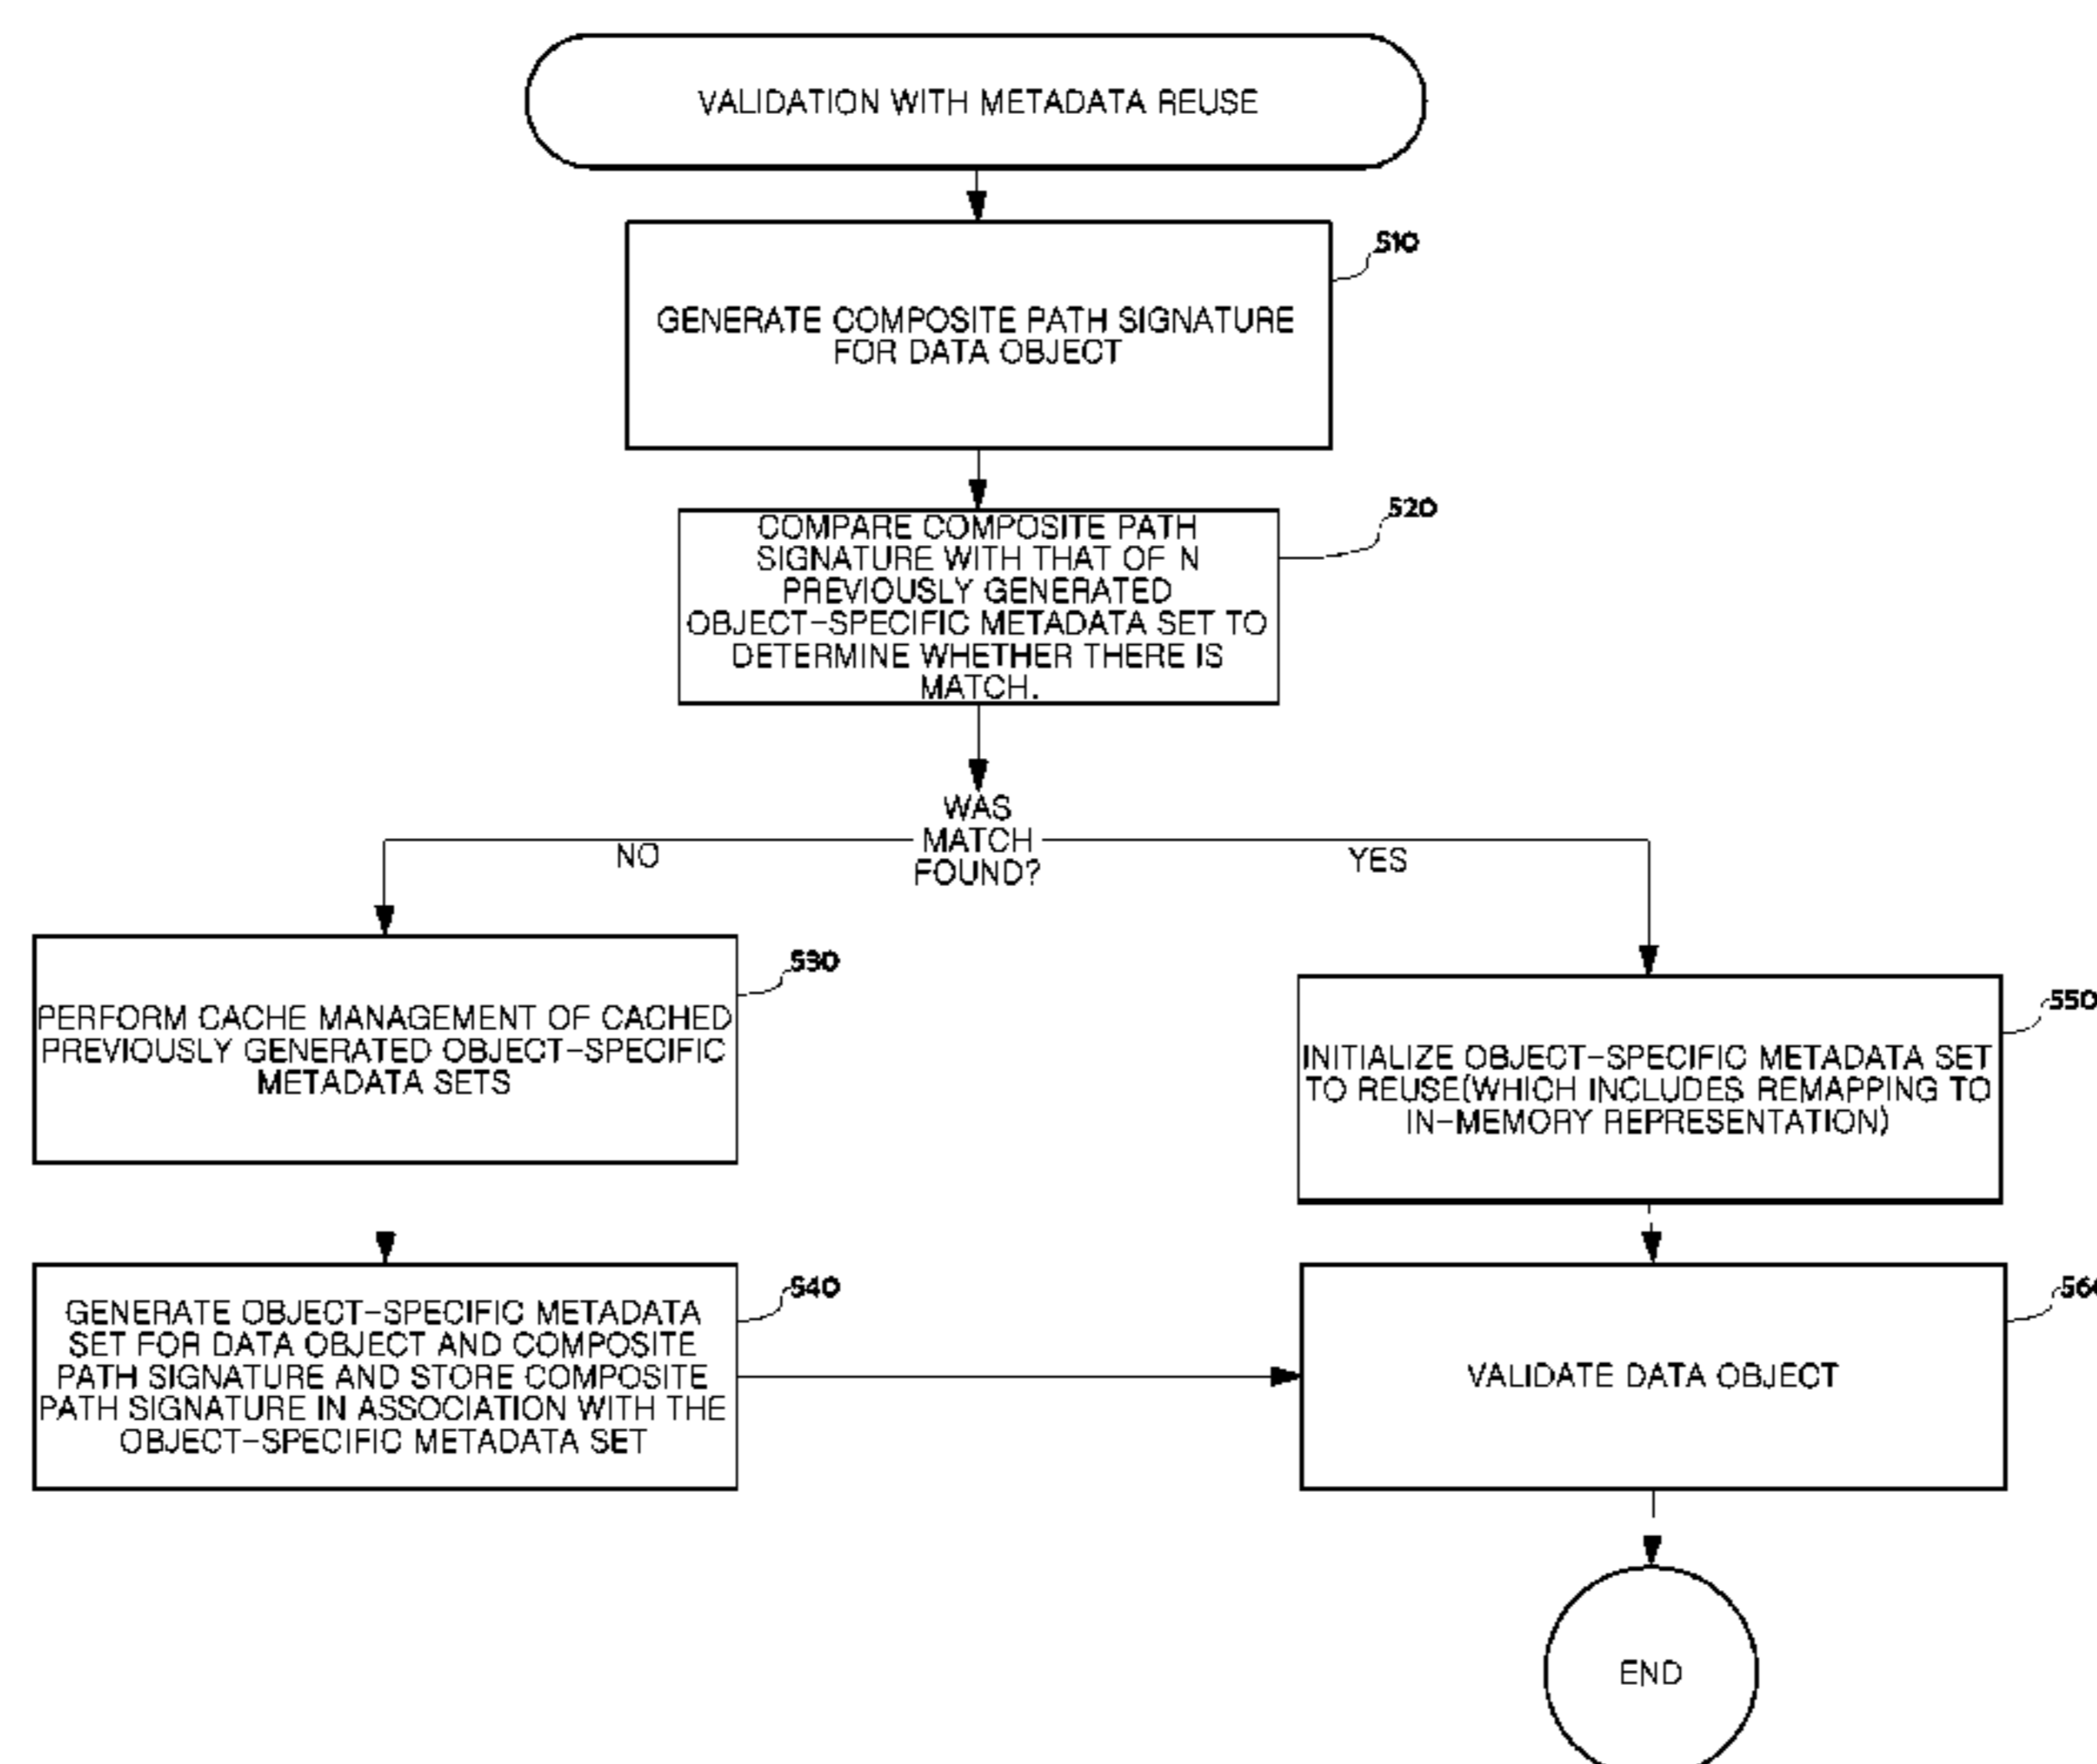 VALIDATION WITH METADATA REUSE
510
GENERATE COMPOSITE PATH SIGNATURE
FOR DATA OBJECT
520
COMPARE COMPOSITE PATH
SIGNATURE WITH THAT OF N
PREVIOUSLY GENERATED
OBJECT-SPECIFIC METADATA SET TO
DETERMINE WHETHER THERE IS
MATCH.
WAS
MATCH
FOUND?
NO
YES
530
PERFORM CACHE MANAGEMENT OF CACHED
PREVIOUSLY GENERATED OBJECT-SPECIFIC
METADATA SETS
550
INITIALIZE OBJECT-SPECIFIC METADATA SET
TO REUSE(WHICH INCLUDES REMAPPING TO
IN-MEMORY REPRESENTATION)
540
GENERATE OBJECT-SPECIFIC METADATA
SET FOR DATA OBJECT AND COMPOSITE
PATH SIGNATURE AND STORE COMPOSITE
PATH SIGNATURE IN ASSOCIATION WITH THE
OBJECT-SPECIFIC METADATA SET
560
VALIDATE DATA OBJECT
END